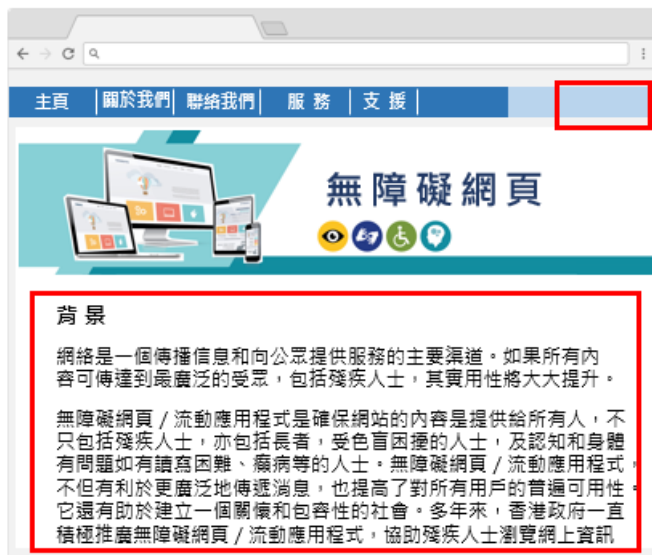 主頁 關於我們 聯絡我們 服務 支援
無障礙網頁
背景
網絡是一個傳播信息和向公眾提供服務的主要渠道。如果所有內
容可傳達到最廣泛的受眾，包括殘疾人士，其實用性將大大提升。
無障礙網頁 / 流動應用程式是確保網站的內容是提供給所有人，不
只包括殘疾人士，亦包括長者，受色盲困擾的人士，及認知和身體
有問題如有讀寫困難、癲病等的人士。無障礙網頁 / 流動應用程式，
不但有利於更廣泛地傳遞消息，也提高了對所有用戶的普遍可用性。
它還有助於建立一個關懷和包容性的社會。多年來，香港政府一直
積極推廣無障礙網頁 / 流動應用程式，協助殘疾人士瀏覽網上資訊